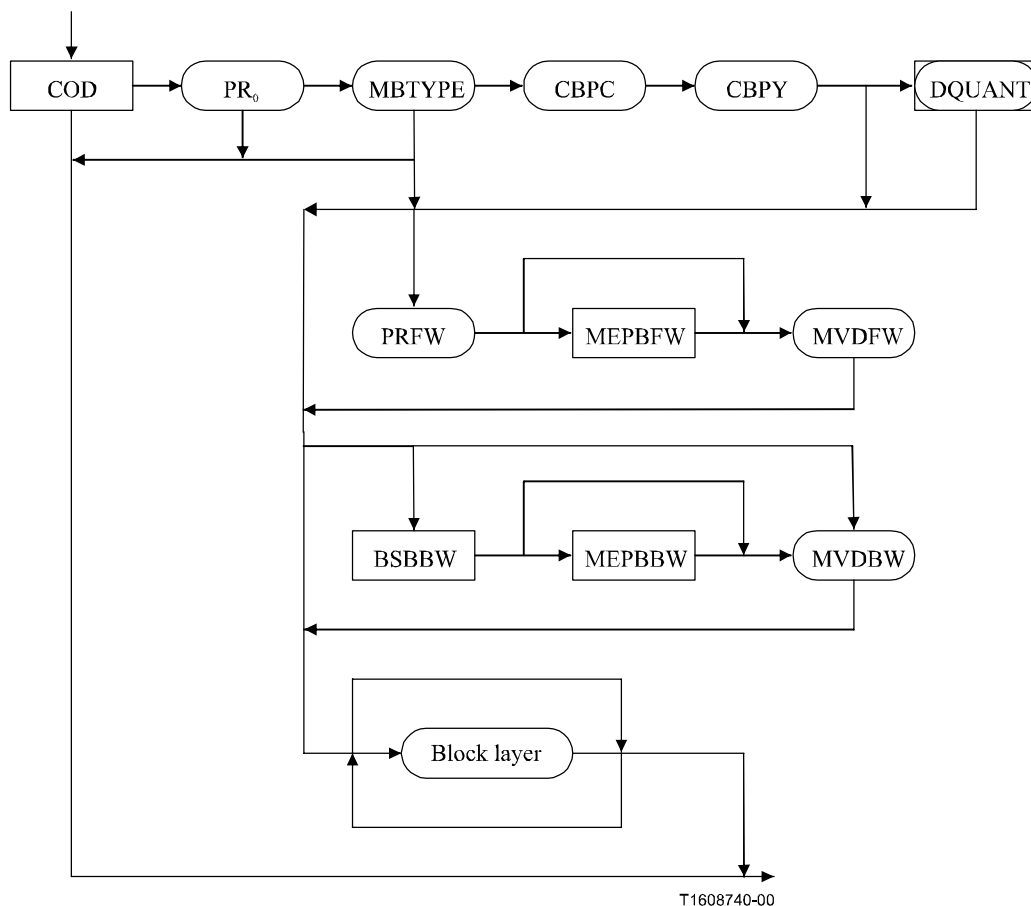 COD
PR₀
MBTYPE
CBPC
CBPY
DQUANT
PRFW
MEPBFW
MVDFW
BSBBW
MEPBBW
MVDBW
Block layer
T1608740-00